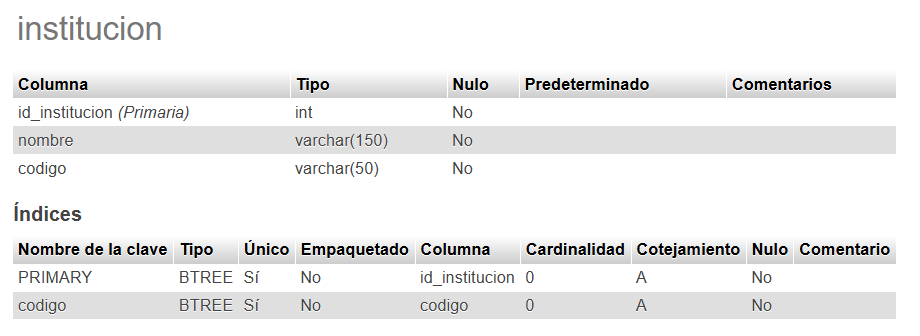 institucion
Columna Tipo Nulo Predeterminado Comentarios
id_institucion (Primaria) int No
nombre varchar(150) No
codigo varchar(50) No
Índices
Nombre de la clave Tipo Único Empaquetado Columna Cardinalidad Cotejamiento Nulo Comentario
PRIMARY BTREE Sí No id_institucion 0 A No
codigo BTREE Sí No codigo 0 A No